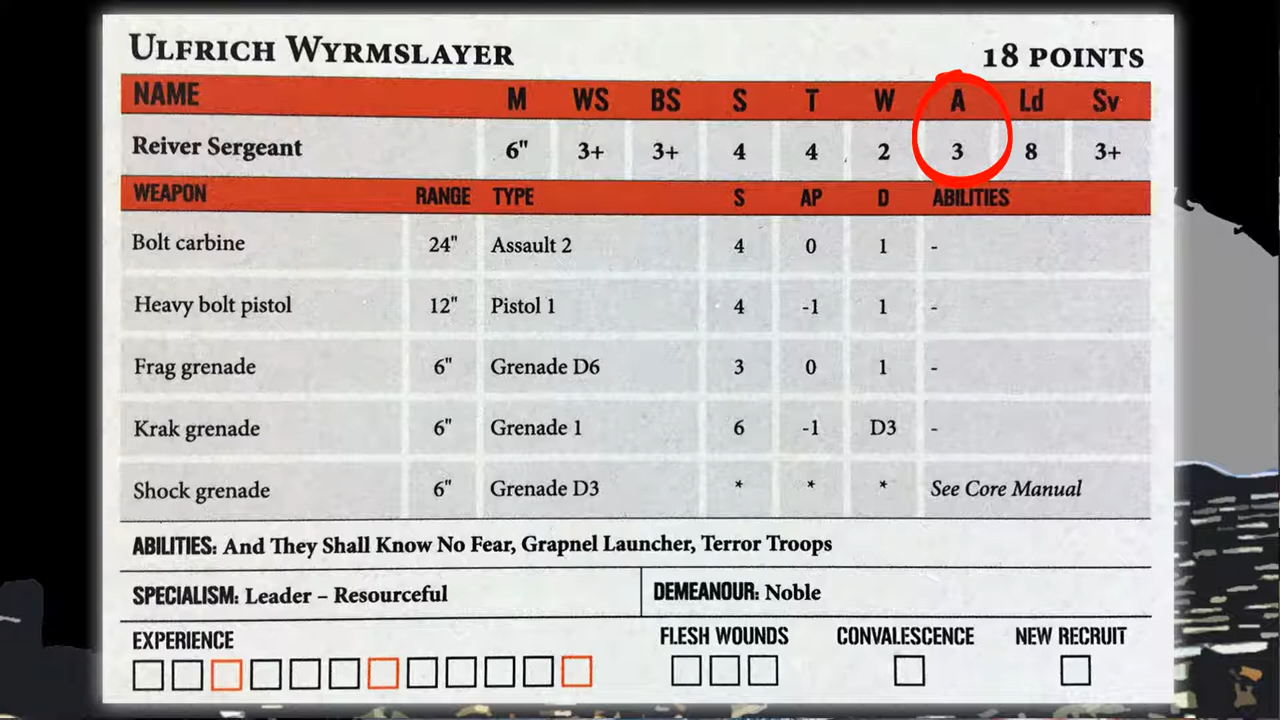 ULFRICH WYRMSLAYER 18 POINTS
NAME M WS BS S T W A Ld Sv
Reiver Sergeant 6" 3+ 3+ 4 4 2 3 8 3+
WEAPON RANGE TYPE S AP D ABILITIES
Bolt carbine 24" Assault 2 4 0 1 -
Heavy bolt pistol 12" Pistol 1 4 -1 1 -
Frag grenade 6" Grenade D6 3 0 1 -
Krak grenade 6" Grenade 1 6 -1 D3 -
Shock grenade 6" Grenade D3 * * * See Core Manual
ABILITIES: And They Shall Know No Fear, Grapnel Launcher, Terror Troops
SPECIALISM: Leader – Resourceful DEMEANOUR: Noble
EXPERIENCE FLESH WOUNDS CONVALESCENCE NEW RECRUIT